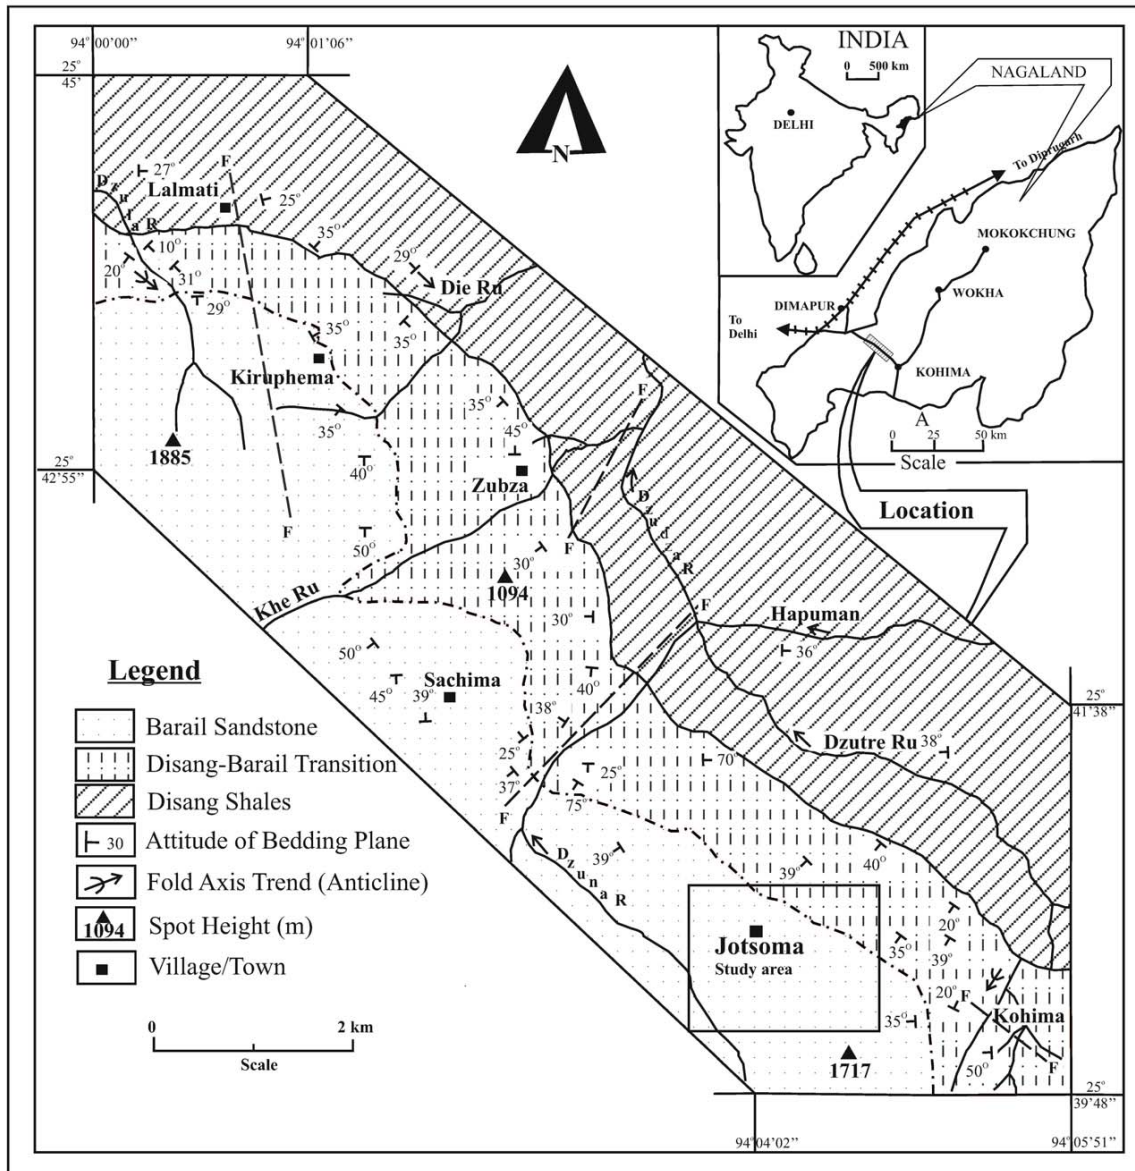 94° 00’00’’
94°01’06’’
25°
45’
INDIA
0 500 km
NAGALAND
DELHI
To Diprugarh
MOKOKCHUNG
WOKHA
DIMAPUR
To
Delhi
KOHIMA
A
0 25 50 km
Scale
Location
N
F
27°
Dzula R
Lalmati
25°
35°
10°
20°
31°
29°
29°
Die Ru
35°
35°
Kiruphema
35°
35°
45°
F
1885
40°
25°
42’55’’
Zubza
F
50°
F
Dzudza R
30°
1094
Khe Ru
30°
F
Hapuman
36°
50°
Sachima
45°
39°
40°
38°
25°
41’38’’
25°
37°
F
25°
75°
70°
Dzutre Ru
38°
39°
Dzuna R
39°
40°
Jotsoma
Study area
20°
35°
39°
20°
F
Kohima
35°
50°
F
1717
25°
39’48’’
94°04’02’’
94°05’51’’
Legend
Barail Sandstone
Disang-Barail Transition
Disang Shales
30 Attitude of Bedding Plane
Fold Axis Trend (Anticline)
1094 Spot Height (m)
Village/Town
0 2 km
Scale